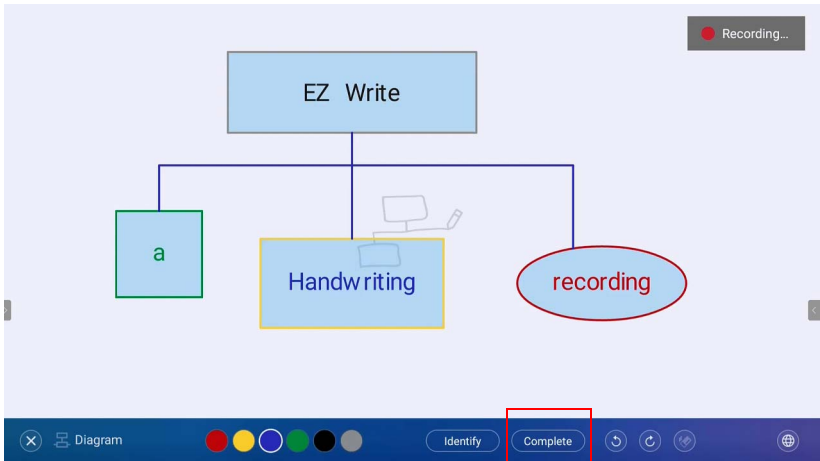 Recording...
EZ Write
a
Handwriting
recording
Diagram
Identify
Complete